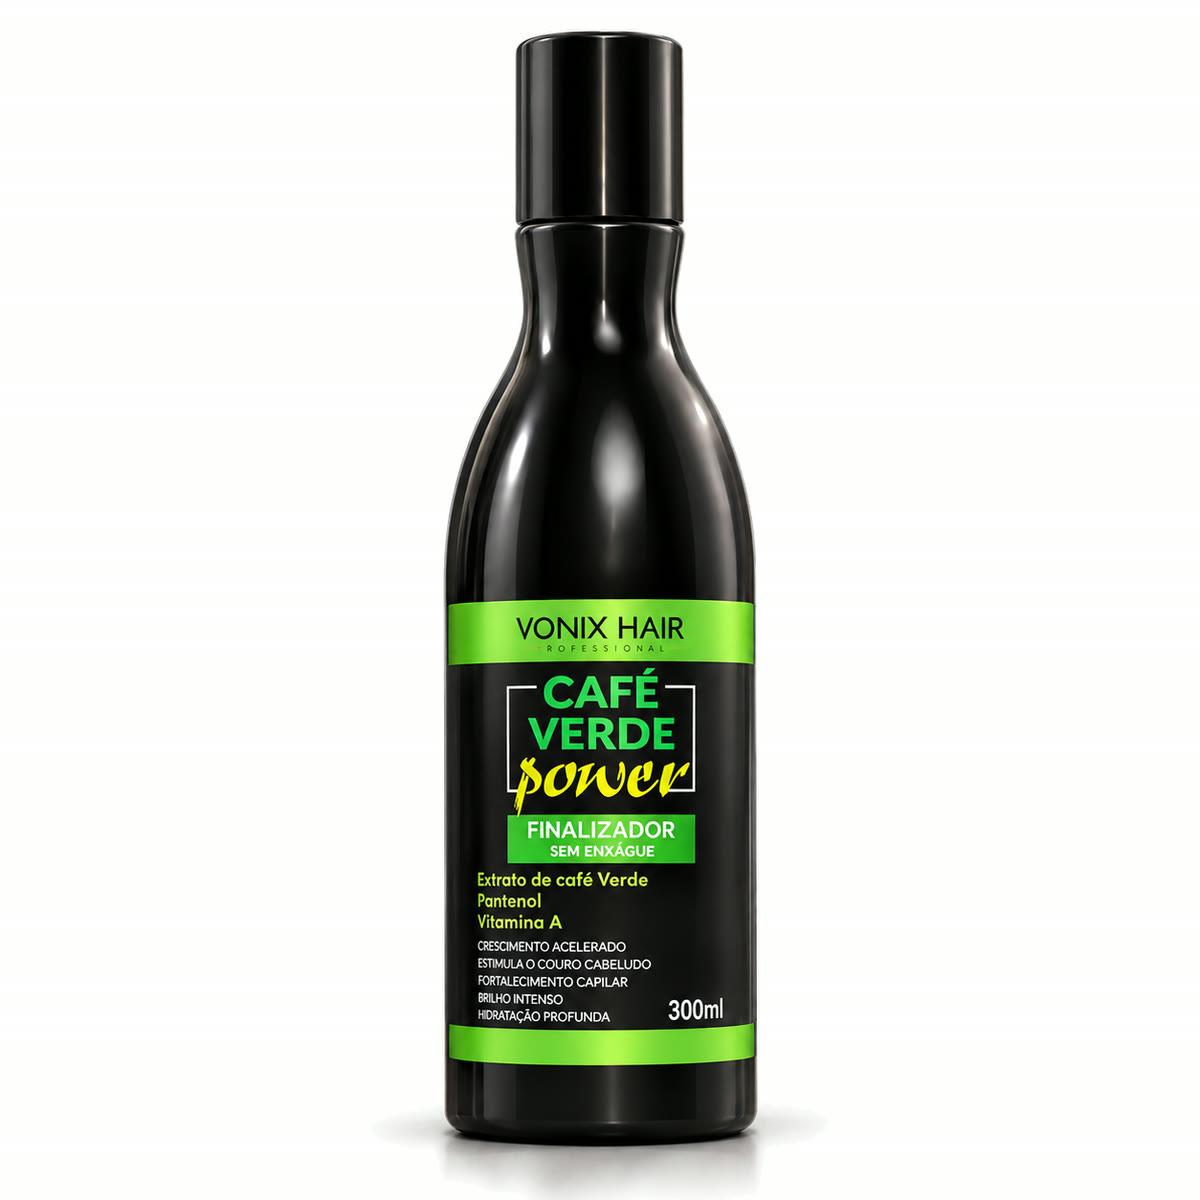 VONIX HAIR
ROFESSIONAL
CAFÉ
VERDE
power
FINALIZADOR
SEM ENXÁGUE
Extrato de café Verde
Pantenol
Vitamina A
CRESCIMENTO ACELERADO
ESTIMULA O COURO CABELUDO
FORTALECIMENTO CAPILAR
BRILHO INTENSO
HIDRATAÇÃO PROFUNDA
300ml